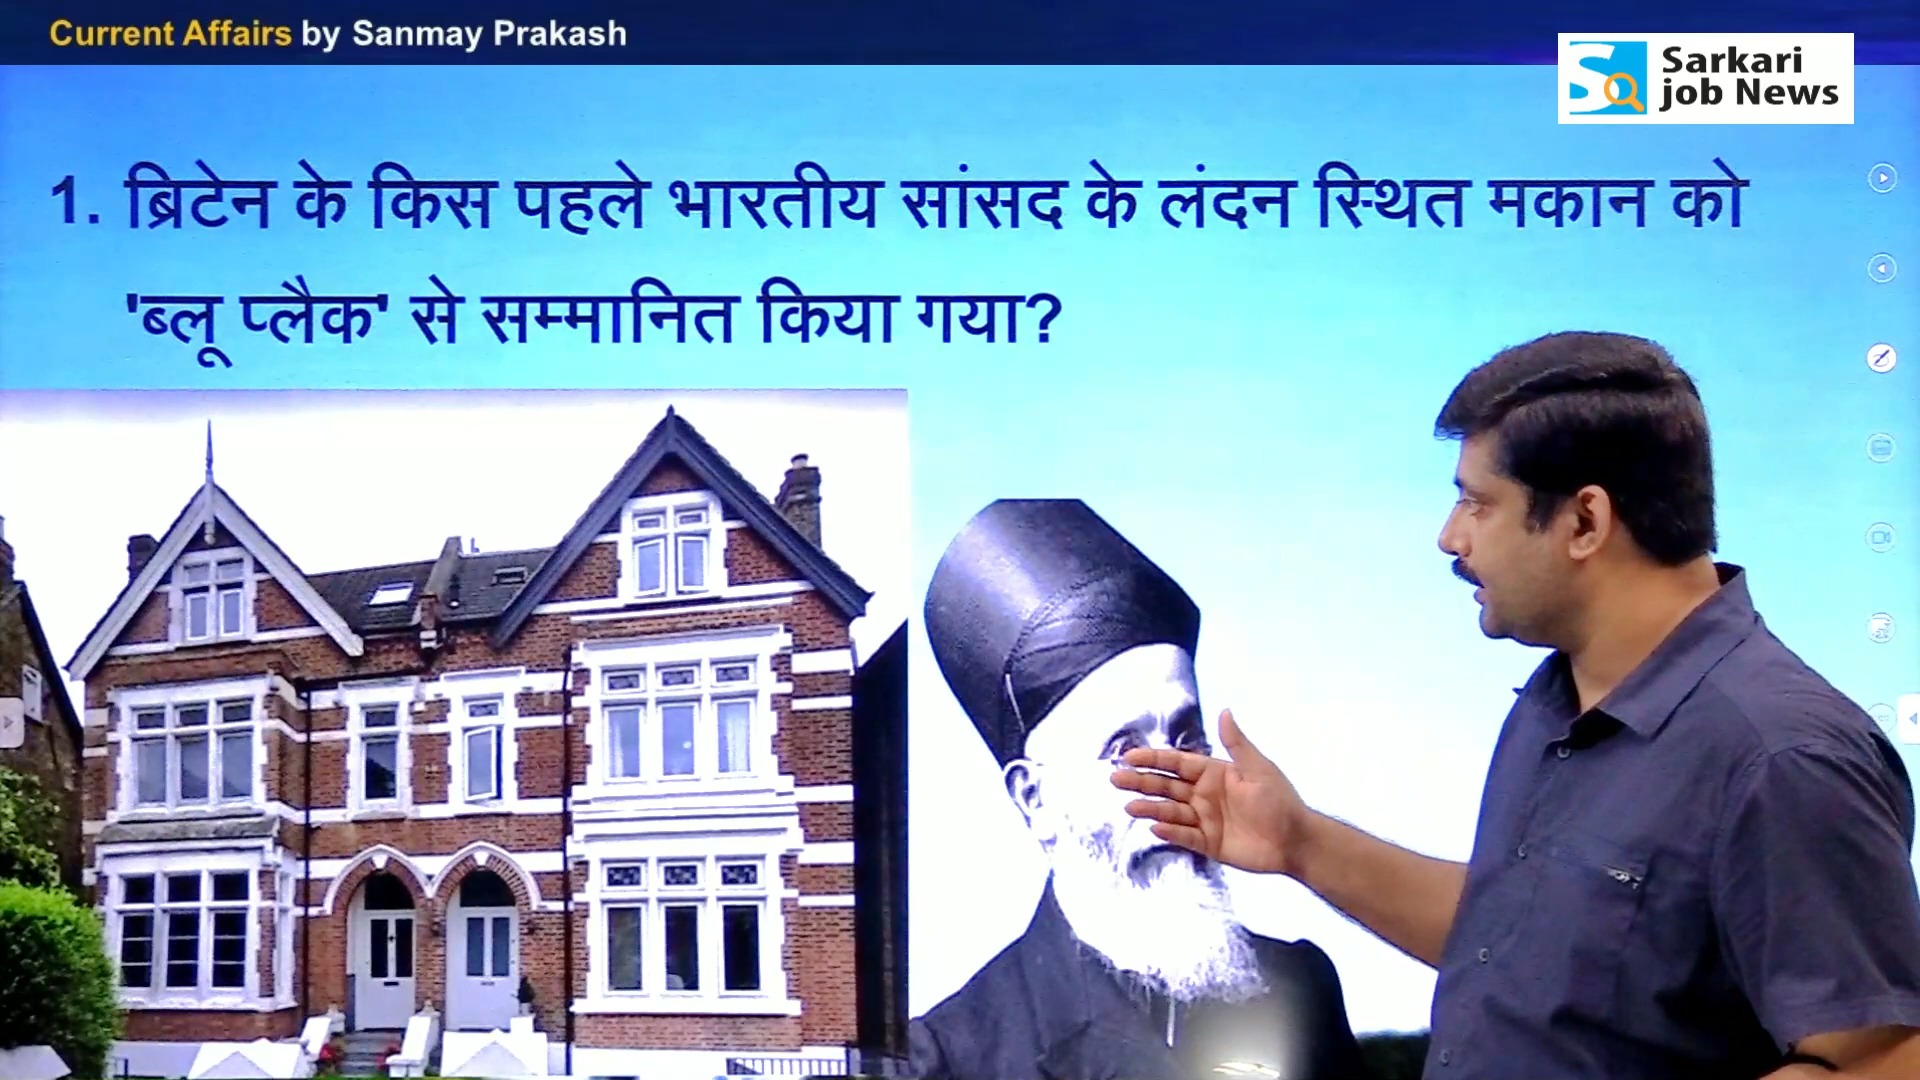 Current Affairs by Sanmay Prakash
Sarkari
job News
1. ब्रिटेन के किस पहले भारतीय सांसद के लंदन स्थित मकान को
'ब्लू प्लैक' से सम्मानित किया गया?